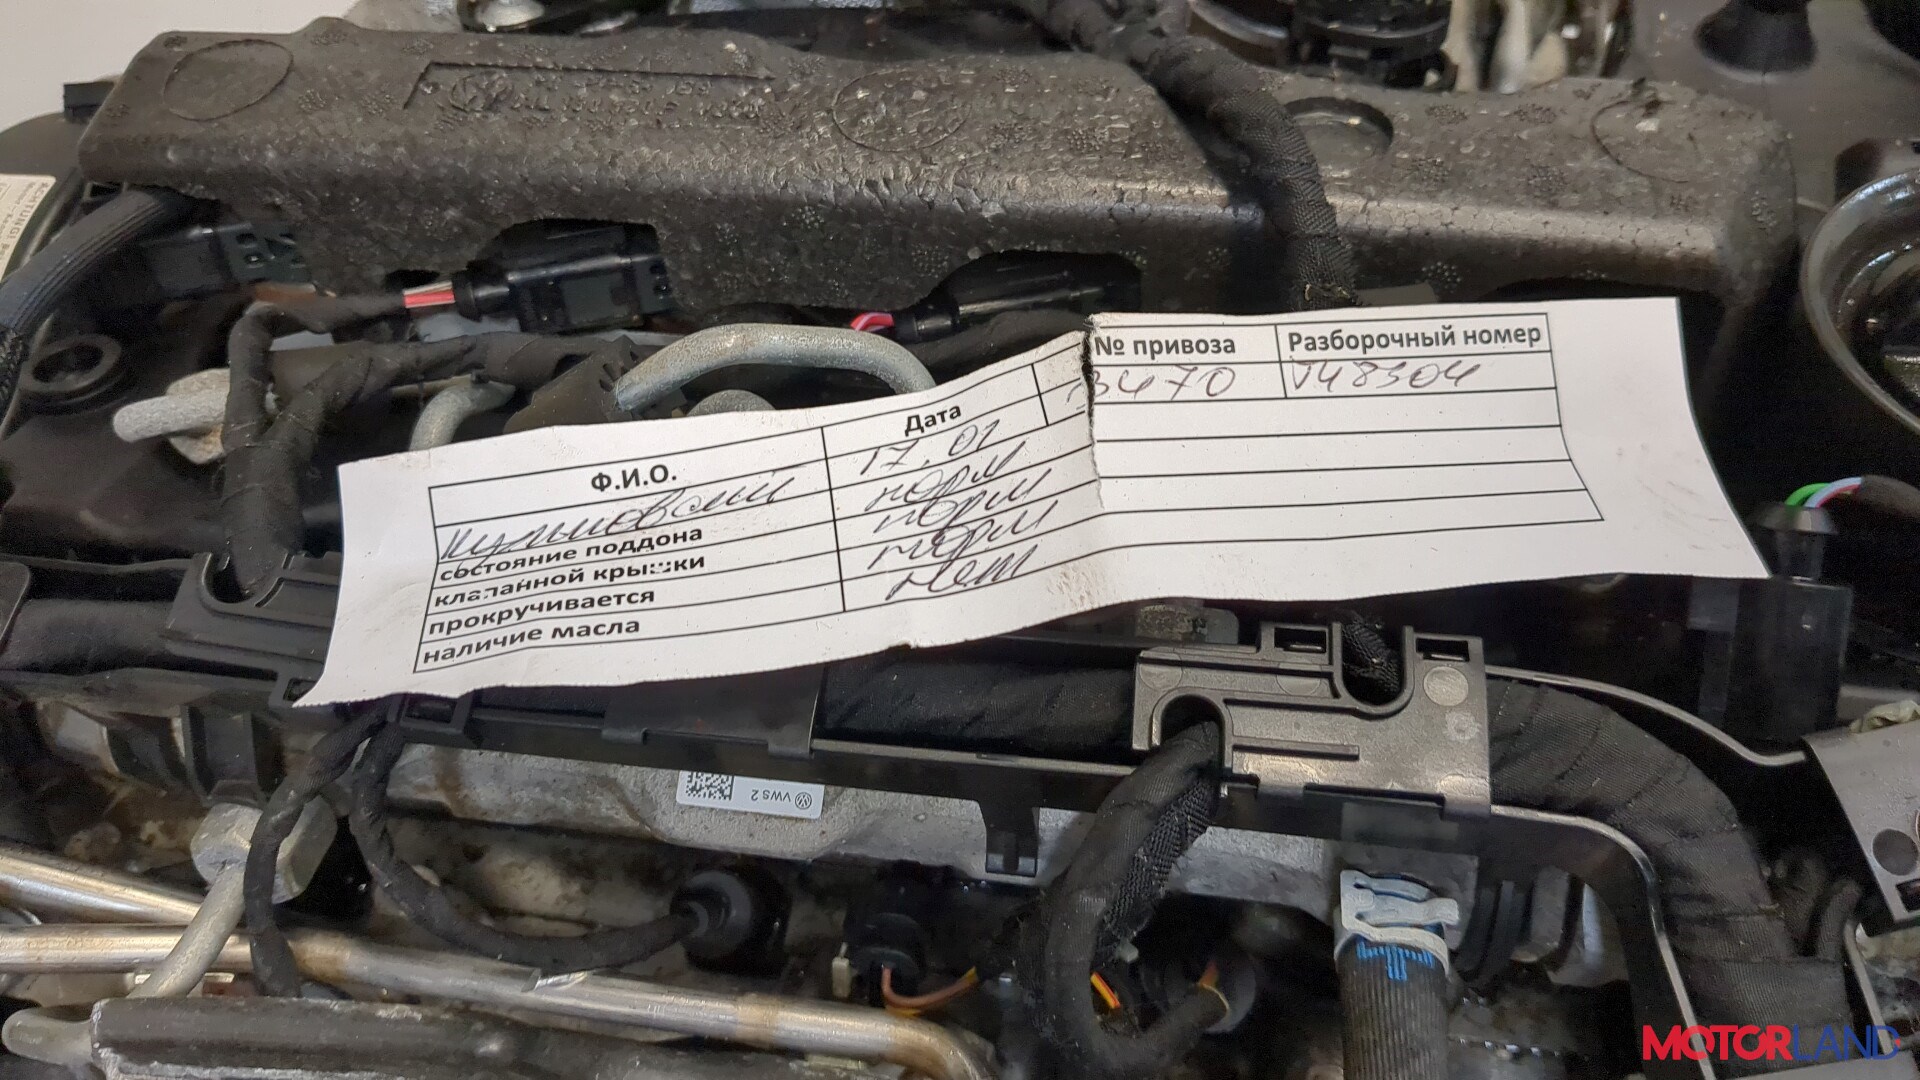 Ф.И.О. Дата № привоза Разборочный номер
17.01 3470 V48304
состояние поддона норм
клапанной крышки норм
прокручивается норм
наличие масла нет
VWS 2
MOTORLAND